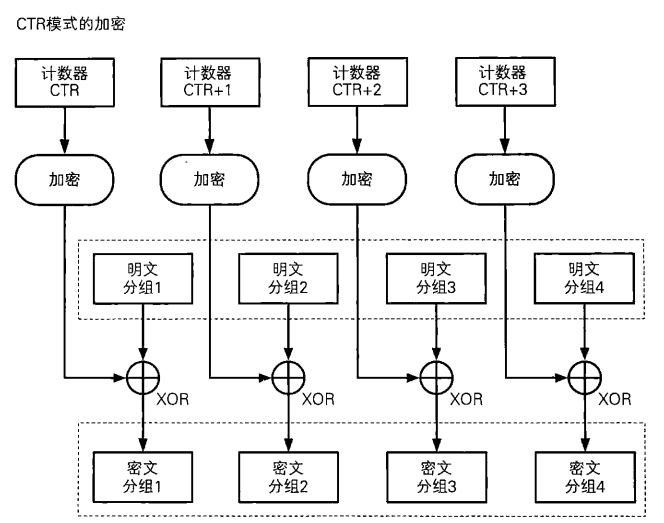 CTR模式的加密
计数器
CTR
计数器
CTR+1
计数器
CTR+2
计数器
CTR+3
加密
加密
加密
加密
明文
分组1
明文
分组2
明文
分组3
明文
分组4
XOR
XOR
XOR
XOR
密文
分组1
密文
分组2
密文
分组3
密文
分组4